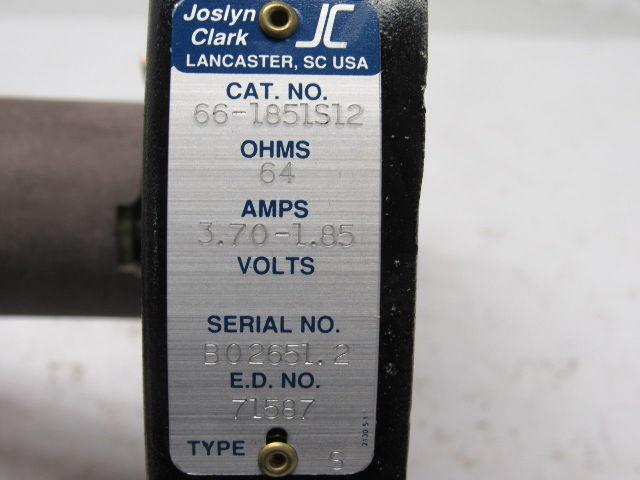 Joslyn
Clark
JC
LANCASTER, SC USA
CAT. NO.
66-1851S12
OHMS
64
AMPS
3.70-1.85
VOLTS
SERIAL NO.
B02651.2
E.D. NO.
71587
TYPE S